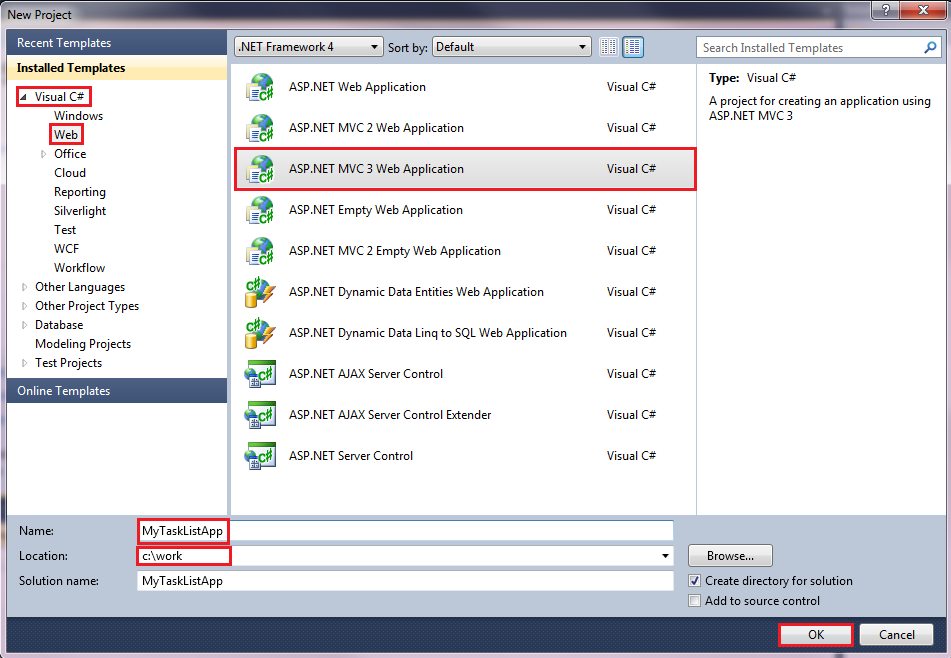 New Project
?
Recent Templates
Installed Templates
Visual C#
Windows
Web
Office
Cloud
Reporting
Silverlight
Test
WCF
Workflow
Other Languages
Other Project Types
Database
Modeling Projects
Test Projects
Online Templates
.NET Framework 4 Sort by: Default
ASP.NET Web Application Visual C#
ASP.NET MVC 2 Web Application Visual C#
ASP.NET MVC 3 Web Application Visual C#
ASP.NET Empty Web Application Visual C#
ASP.NET MVC 2 Empty Web Application Visual C#
ASP.NET Dynamic Data Entities Web Application Visual C#
ASP.NET Dynamic Data Linq to SQL Web Application Visual C#
ASP.NET AJAX Server Control Visual C#
ASP.NET AJAX Server Control Extender Visual C#
ASP.NET Server Control Visual C#
Search Installed Templates
Type: Visual C#
A project for creating an application using
ASP.NET MVC 3
Name: MyTaskListApp
Location: c:\work
Browse...
Solution name: MyTaskListApp
Create directory for solution
Add to source control
OK Cancel